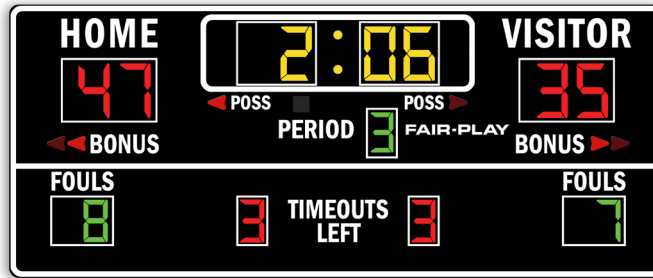 HOME 2:06 VISITOR
47 35
POSS POSS
PERIOD 3 FAIR-PLAY
BONUS BONUS
FOULS FOULS
8 3 TIMEOUTS 3 7
LEFT